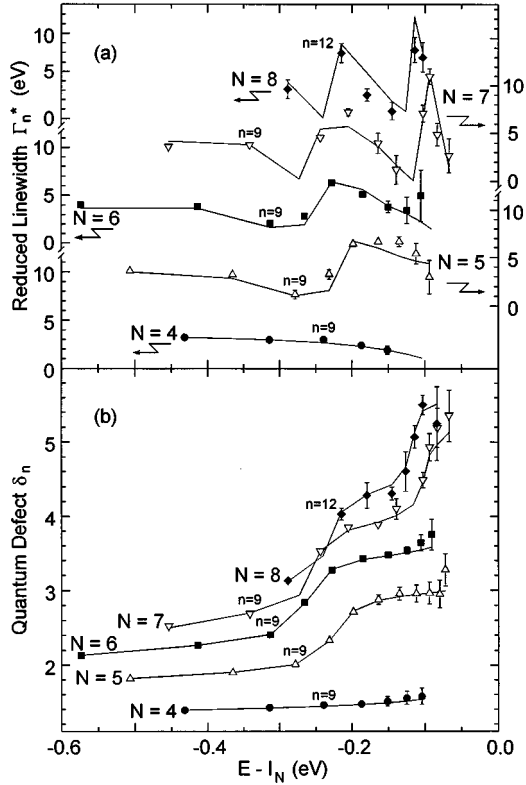 (a)
n=12
N = 8
N = 7
n=9
n=9
N = 6
N = 5
n=9
N = 4
n=9
10
5
0
10
5
0
10
5
0
15
10
5
0
10
5
0
Reduced Linewidth Γn* (eV)
(b)
n=12
N = 8
n=9
N = 7
n=9
N = 6
N = 5
n=9
n=9
N = 4
5
4
3
2
Quantum Defect δn
-0.6
-0.4
-0.2
0.0
E - IN (eV)